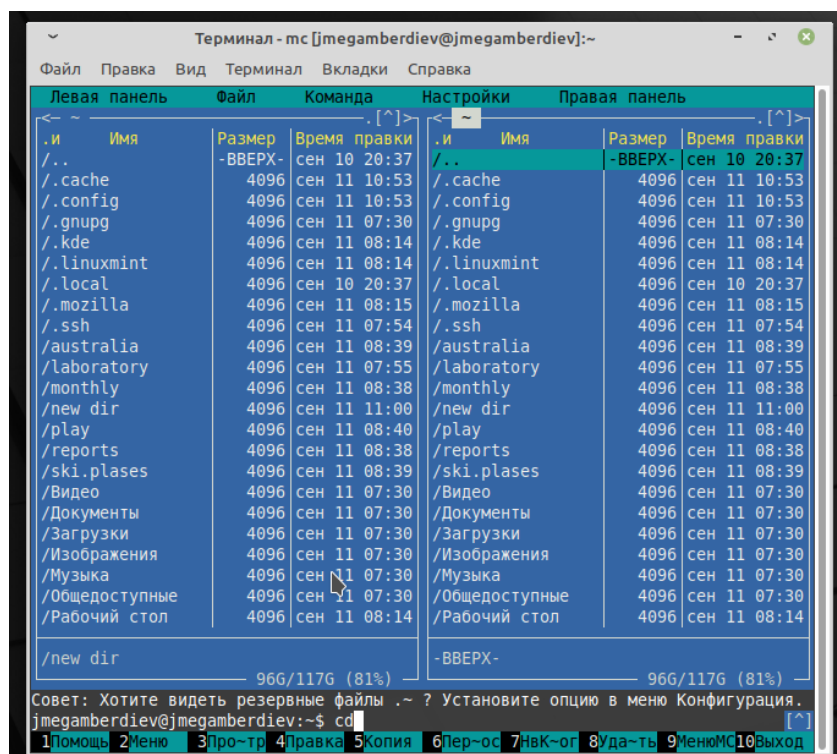 Терминал - mc [jmegamberdiev@jmegamberdiev]:~
Файл Правка Вид Терминал Вкладки Справка
Левая панель Файл Команда Настройки Правая панель
<— ~ .[^]> <— ~ .[^]>
.и Имя Размер Время правки .и Имя Размер Время правки
/.. -ВВЕРХ- сен 10 20:37 /.. -ВВЕРХ- сен 10 20:37
/.cache 4096 сен 11 10:53 /.cache 4096 сен 11 10:53
/.config 4096 сен 11 10:53 /.config 4096 сен 11 10:53
/.gnupg 4096 сен 11 07:30 /.gnupg 4096 сен 11 07:30
/.kde 4096 сен 11 08:14 /.kde 4096 сен 11 08:14
/.linuxmint 4096 сен 11 08:14 /.linuxmint 4096 сен 11 08:14
/.local 4096 сен 10 20:37 /.local 4096 сен 10 20:37
/.mozilla 4096 сен 11 08:15 /.mozilla 4096 сен 11 08:15
/.ssh 4096 сен 11 07:54 /.ssh 4096 сен 11 07:54
/australia 4096 сен 11 08:39 /australia 4096 сен 11 08:39
/laboratory 4096 сен 11 07:55 /laboratory 4096 сен 11 07:55
/monthly 4096 сен 11 08:38 /monthly 4096 сен 11 08:38
/new dir 4096 сен 11 11:00 /new dir 4096 сен 11 11:00
/play 4096 сен 11 08:40 /play 4096 сен 11 08:40
/reports 4096 сен 11 08:38 /reports 4096 сен 11 08:38
/ski.plases 4096 сен 11 08:39 /ski.plases 4096 сен 11 08:39
/Видео 4096 сен 11 07:30 /Видео 4096 сен 11 07:30
/Документы 4096 сен 11 07:30 /Документы 4096 сен 11 07:30
/Загрузки 4096 сен 11 07:30 /Загрузки 4096 сен 11 07:30
/Изображения 4096 сен 11 07:30 /Изображения 4096 сен 11 07:30
/Музыка 4096 сен 11 07:30 /Музыка 4096 сен 11 07:30
/Общедоступные 4096 сен 11 07:30 /Общедоступные 4096 сен 11 07:30
/Рабочий стол 4096 сен 11 08:14 /Рабочий стол 4096 сен 11 08:14
/new dir -ВВЕРХ-
96G/117G (81%) 96G/117G (81%)
Совет: Хотите видеть резервные файлы .~ ? Установите опцию в меню Конфигурация.
jmegamberdiev@jmegamberdiev:~$ cd [^]
1Помощь 2Меню 3Про~тр 4Правка 5Копия 6Пер~ос 7НвК~ог 8Уда~ть 9МенюMC 10Выход